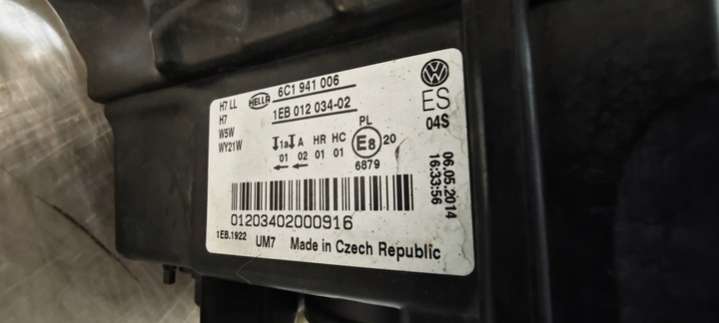 H7 LL
H7
W5W
WY21W
HELLA
6C1 941 006
1EB 012 034-02
1a A HR HC
01 02 01 01
PL
E8 20
6879
VW
ES
04S
06.05.2014
16:33:56
01203402000916
1EB.1922
UM7 Made in Czech Republic